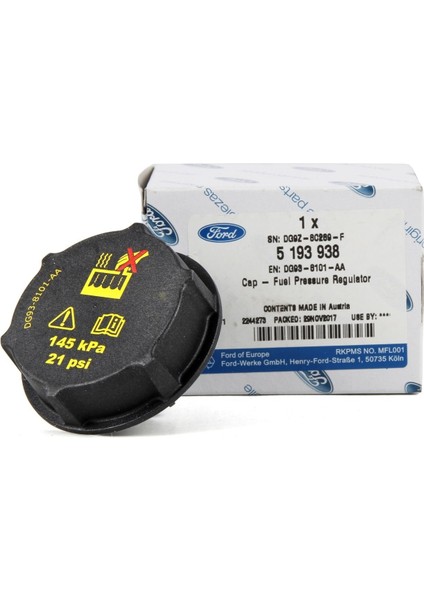 DG93-8101-AA
145 kPa
21 psi
Ford
1 x
SN: DG9Z-8C289-F
5 193 938
EN: DG93-8101-AA
Cap - Fuel Pressure Regulator
CONTENTS MADE IN Austria
1 2244273 PACKED: 29NOV2017 USE BY: ***
Ford of Europe RKPMS NO. MFL001
Ford-Werke GmbH, Henry-Ford-Straße 1, 50735 Köln